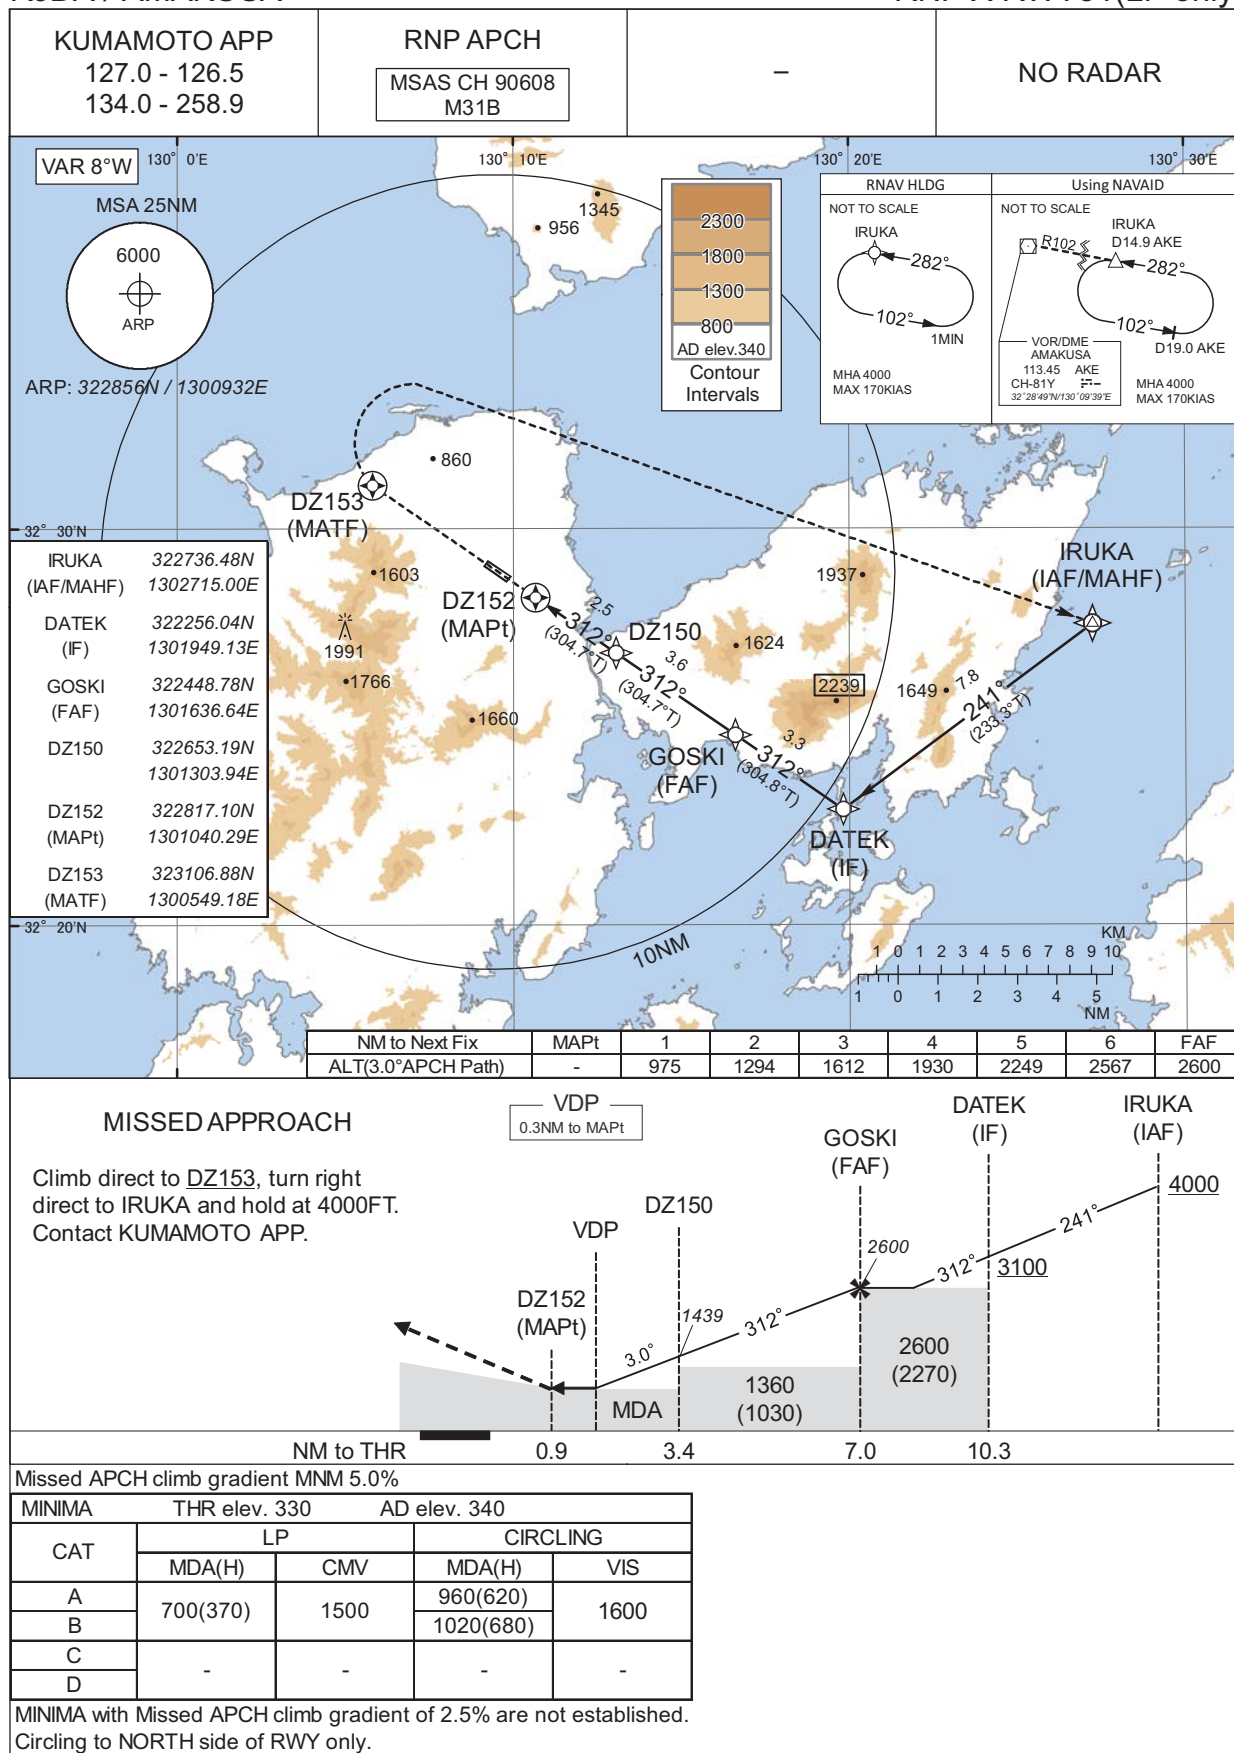 KUMAMOTO APP
127.0 - 126.5
134.0 - 258.9
RNP APCH
MSAS CH 90608
M31B
–
NO RADAR
VAR 8°W
130° 0'E
130° 10'E
130° 20'E
130° 30'E
MSA 25NM
6000
ARP
ARP: 322856N / 1300932E
1345
956
2300
1800
1300
800
AD elev.340
Contour
Intervals
RNAV HLDG
NOT TO SCALE
IRUKA
282°
102°
1MIN
MHA 4000
MAX 170KIAS
Using NAVAID
NOT TO SCALE
IRUKA
D14.9 AKE
R102
282°
102°
D19.0 AKE
VOR/DME
AMAKUSA
113.45 AKE
CH-81Y
32°28'49"N/130°09'39"E
MHA 4000
MAX 170KIAS
860
DZ153
(MATF)
32° 30'N
IRUKA
(IAF/MAHF)
1603
1937
DZ152
(MAPt)
2.5
312°
(304.7°T)
DZ150
1624
3.6
312°
(304.7°T)
1991
1766
1660
2239
1649
7.8
241°
(233.3°T)
GOSKI
(FAF)
3.3
312°
(304.8°T)
DATEK
(IF)
IRUKA 322736.48N
(IAF/MAHF) 1302715.00E
DATEK 322256.04N
(IF) 1301949.13E
GOSKI 322448.78N
(FAF) 1301636.64E
DZ150 322653.19N
1301303.94E
DZ152 322817.10N
(MAPt) 1301040.29E
DZ153 323106.88N
(MATF) 1300549.18E
32° 20'N
10NM
KM
1 0 1 2 3 4 5 6 7 8 9 10
1 0 1 2 3 4 5
NM
NM to Next Fix MAPt 1 2 3 4 5 6 FAF
ALT(3.0°APCH Path) - 975 1294 1612 1930 2249 2567 2600
MISSED APPROACH
Climb direct to DZ153, turn right
direct to IRUKA and hold at 4000FT.
Contact KUMAMOTO APP.
VDP
0.3NM to MAPt
DATEK
(IF)
IRUKA
(IAF)
GOSKI
(FAF)
4000
DZ150
241°
VDP
2600
312°
3100
DZ152
(MAPt)
1439
312°
3.0°
2600
(2270)
1360
(1030)
MDA
NM to THR 0.9 3.4 7.0 10.3
Missed APCH climb gradient MNM 5.0%
MINIMA THR elev. 330 AD elev. 340
CAT LP CIRCLING
MDA(H) CMV MDA(H) VIS
A 700(370) 1500 960(620) 1600
B 1020(680)
C - - - -
D
MINIMA with Missed APCH climb gradient of 2.5% are not established.
Circling to NORTH side of RWY only.